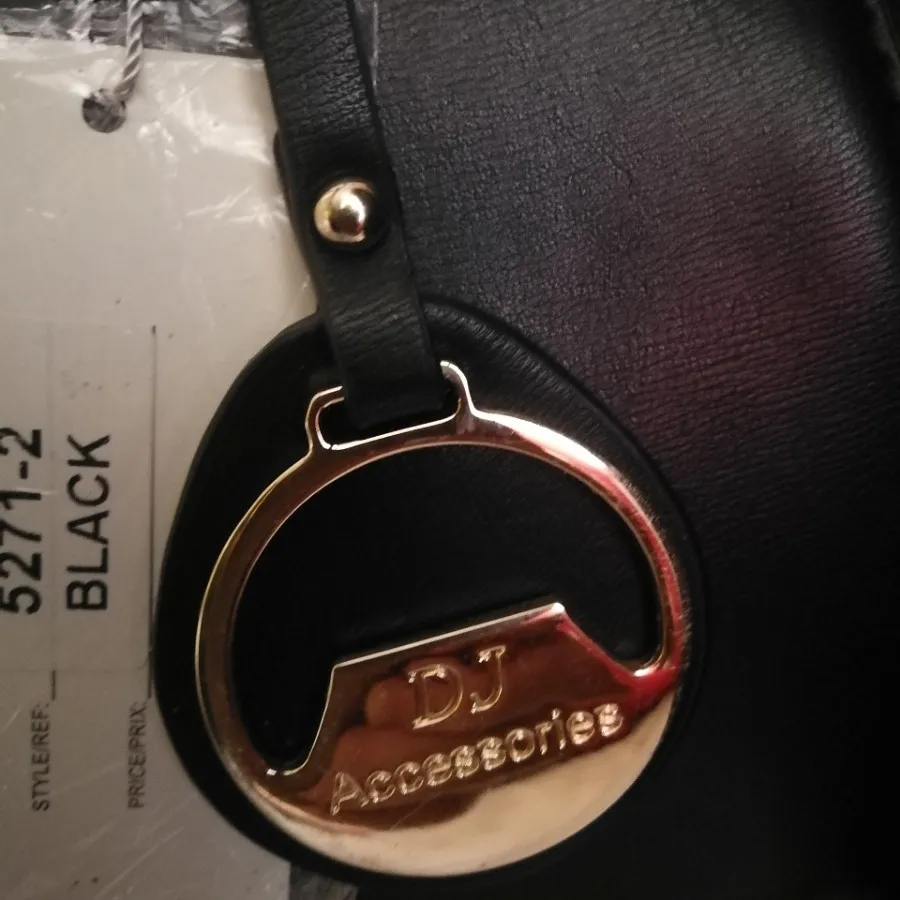 5271-2
BLACK
STYLE/REF:
PRICE/PRIX:
DJ
Accessories